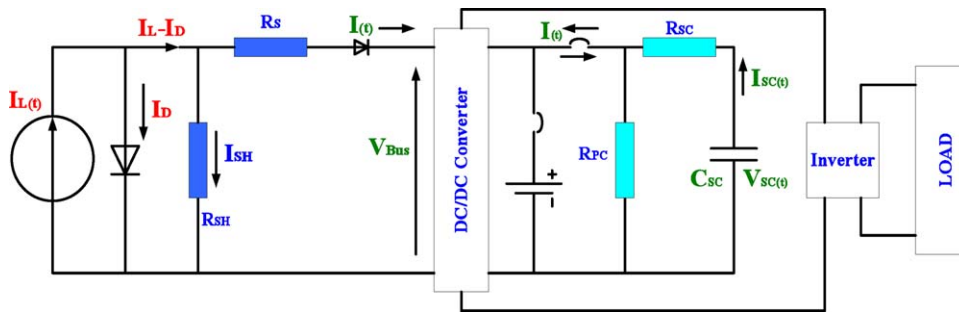 IL-ID
RS
I(t)
I(t)
RSC
ISC(t)
IL(t)
ID
ISH
RSH
VBus
DC/DC Converter
+
-
RPC
CSC
VSC(t)
Inverter
LOAD